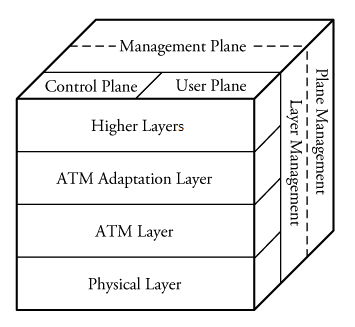 Management Plane
Control Plane
User Plane
Higher Layers
ATM Adaptation Layer
ATM Layer
Physical Layer
Layer Management
Plane Management